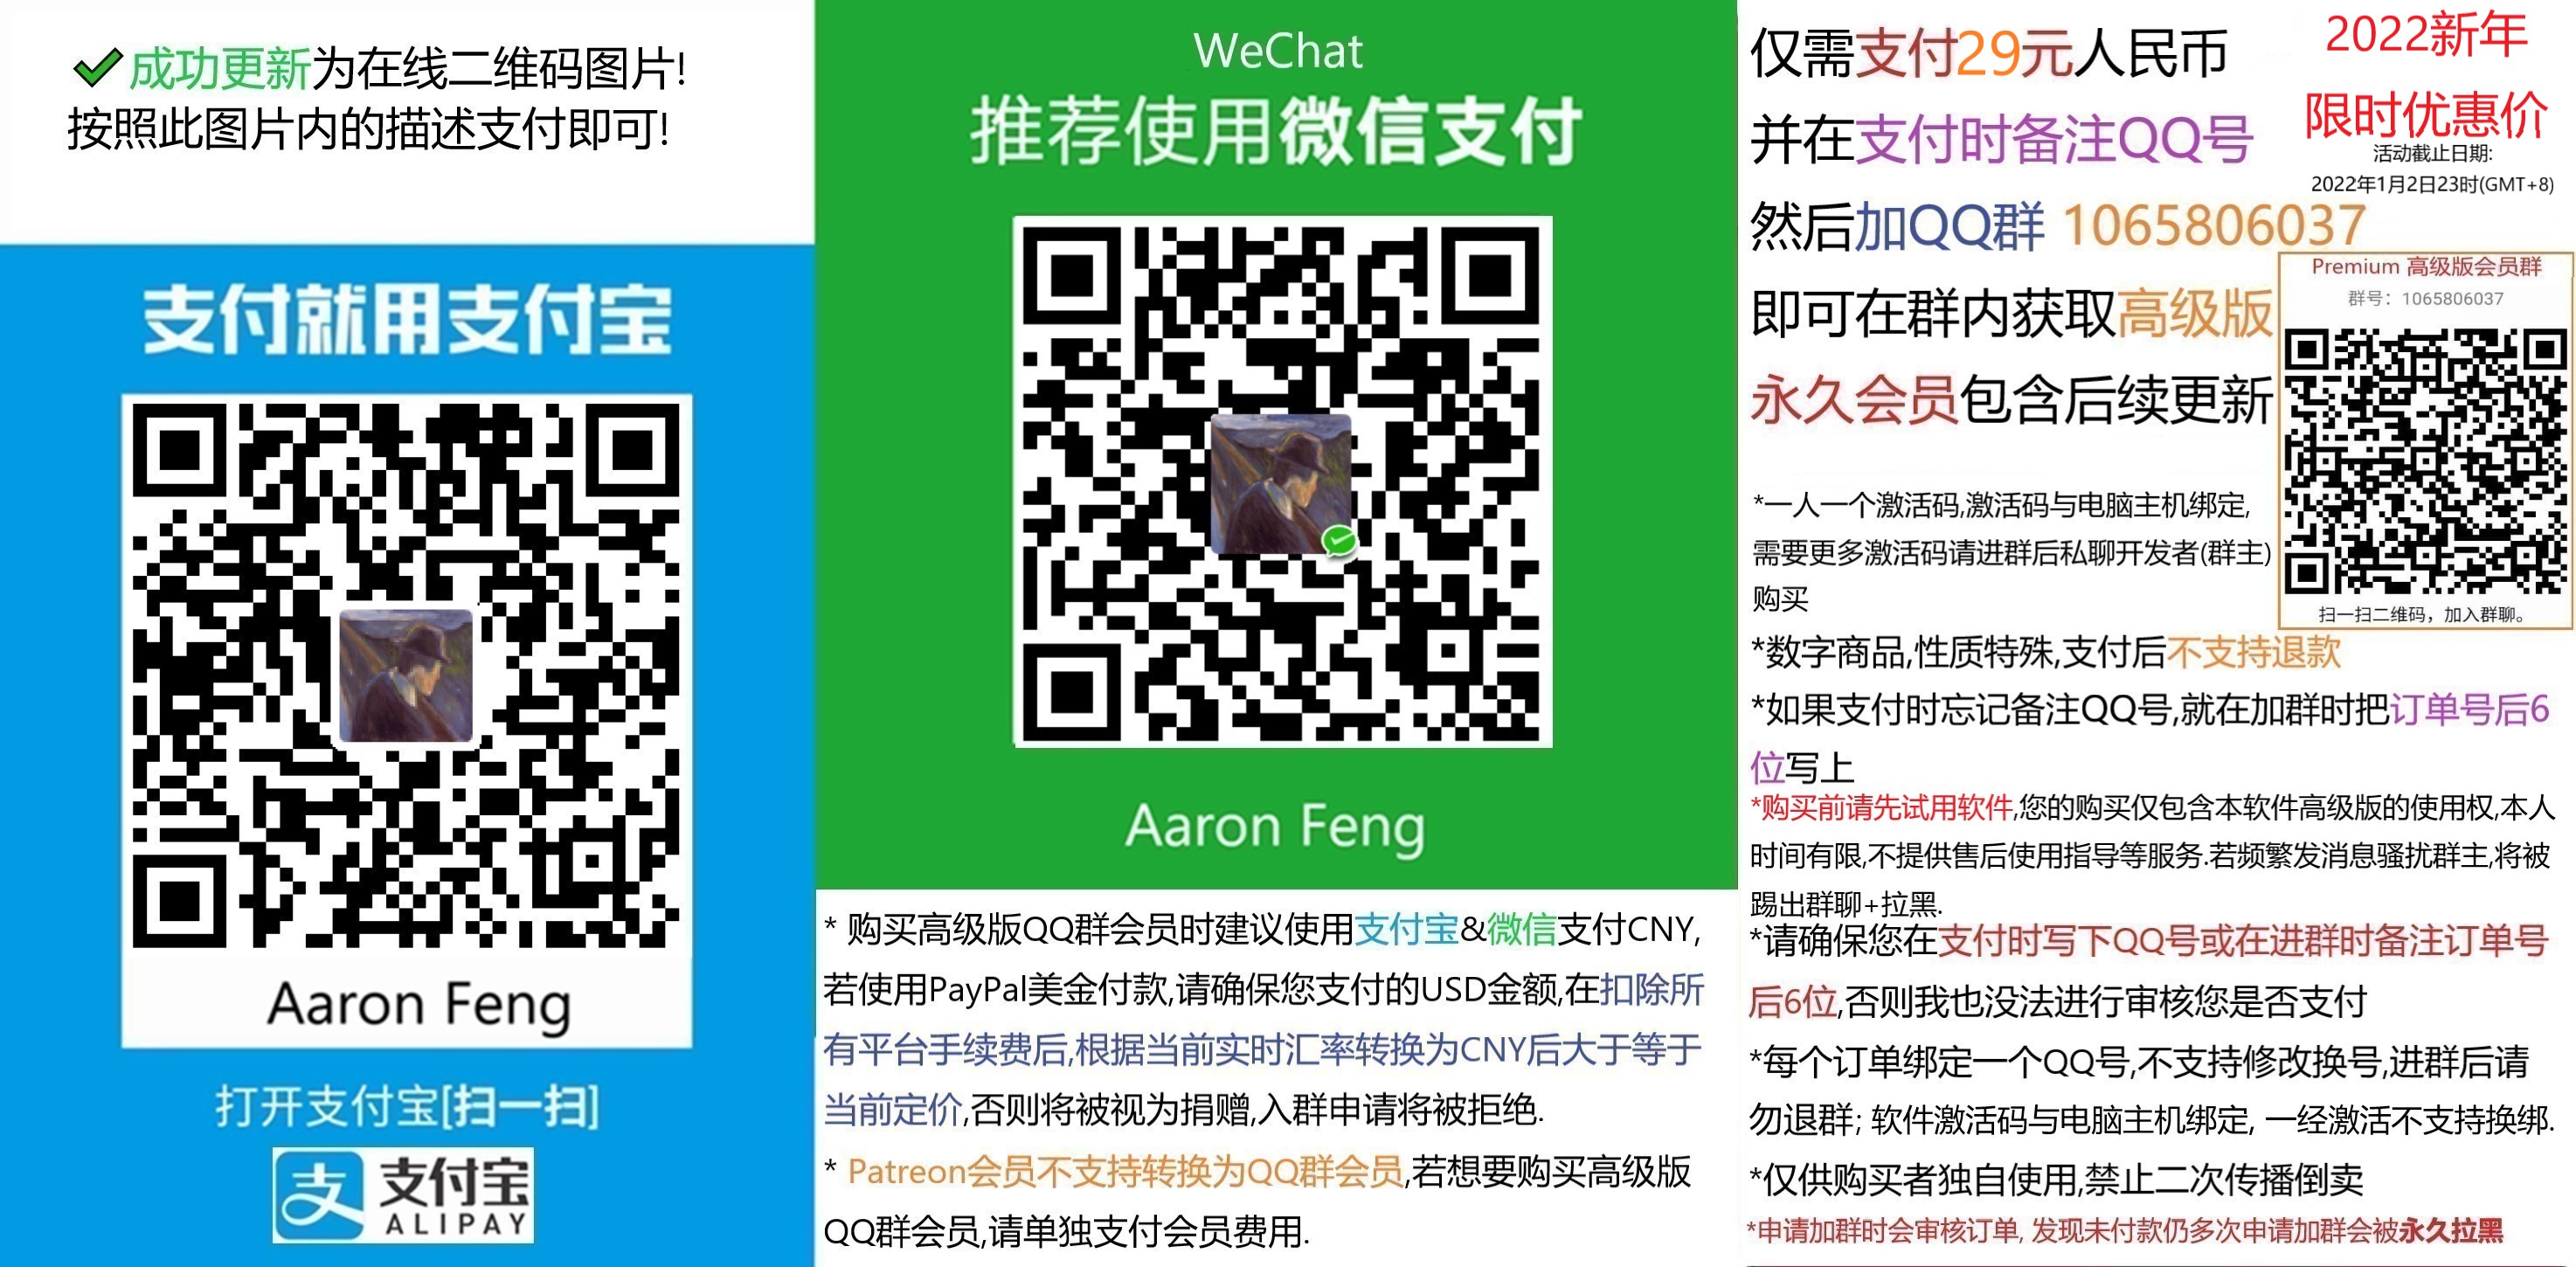 成功更新为在线二维码图片!
按照此图片内的描述支付即可!
支付就用支付宝
Aaron Feng
打开支付宝[扫一扫]
支 支付宝
ALIPAY
WeChat
推荐使用微信支付
Aaron Feng
* 购买高级版QQ群会员时建议使用支付宝&微信支付CNY,
若使用PayPal美金付款,请确保您支付的USD金额,在扣除所
有平台手续费后,根据当前实时汇率转换为CNY后大于等于
当前定价,否则将被视为捐赠,入群申请将被拒绝.
* Patreon会员不支持转换为QQ群会员,若想要购买高级版
QQ群会员,请单独支付会员费用.
仅需支付29元人民币
并在支付时备注QQ号
然后加QQ群 1065806037
即可在群内获取高级版
永久会员包含后续更新
2022新年
限时优惠价
活动截止日期:
2022年1月2日23时(GMT+8)
Premium 高级版会员群
群号：1065806037
扫一扫二维码，加入群聊。
*一人一个激活码,激活码与电脑主机绑定,
需要更多激活码请进群后私聊开发者(群主)
购买
*数字商品,性质特殊,支付后不支持退款
*如果支付时忘记备注QQ号,就在加群时把订单号后6
位写上
*购买前请先试用软件,您的购买仅包含本软件高级版的使用权,本人
时间有限,不提供售后使用指导等服务.若频繁发消息骚扰群主,将被
踢出群聊+拉黑.
*请确保您在支付时写下QQ号或在进群时备注订单号
后6位,否则我也没法进行审核您是否支付
*每个订单绑定一个QQ号,不支持修改换号,进群后请
勿退群; 软件激活码与电脑主机绑定, 一经激活不支持换绑.
*仅供购买者独自使用,禁止二次传播倒卖
*申请加群时会审核订单, 发现未付款仍多次申请加群会被永久拉黑